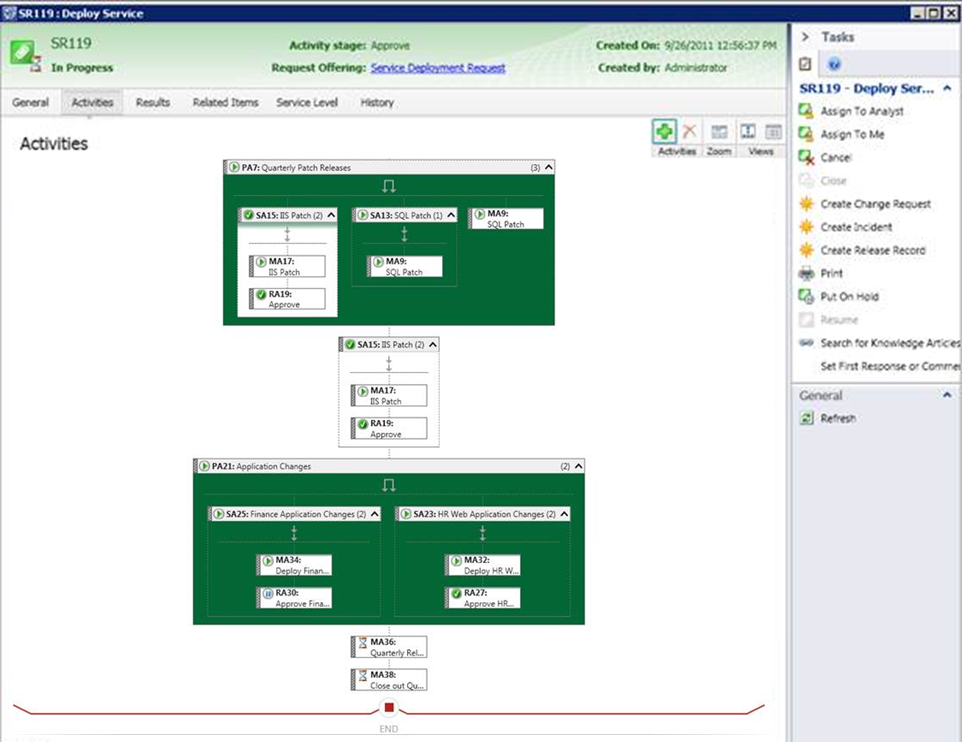 SR119 : Deploy Service
SR119
In Progress
Activity stage: Approve
Request Offering: Service Deployment Request
Created On: 9/26/2011 12:56:37 PM
Created by: Administrator
General Activities Results Related Items Service Level History
Activities
Activities Zoom Views
PA7: Quarterly Patch Releases (3)
SA15: IIS Patch (2)
MA17:
IIS Patch
RA19:
Approve
SA13: SQL Patch (1)
MA9:
SQL Patch
MA9:
SQL Patch
SA15: IIS Patch (2)
MA17:
IIS Patch
RA19:
Approve
PA21: Application Changes (2)
SA25: Finance Application Changes (2)
MA34:
Deploy Finan...
RA30:
Approve Fina...
SA23: HR Web Application Changes (2)
MA32:
Deploy HR W...
RA27:
Approve HR...
MA36:
Quarterly Rel...
MA38:
Close out Qu...
END
Tasks
SR119 - Deploy Ser...
Assign To Analyst
Assign To Me
Cancel
Close
Create Change Request
Create Incident
Create Release Record
Print
Put On Hold
Resume
Search for Knowledge Articles
Set First Response or Comme
General
Refresh